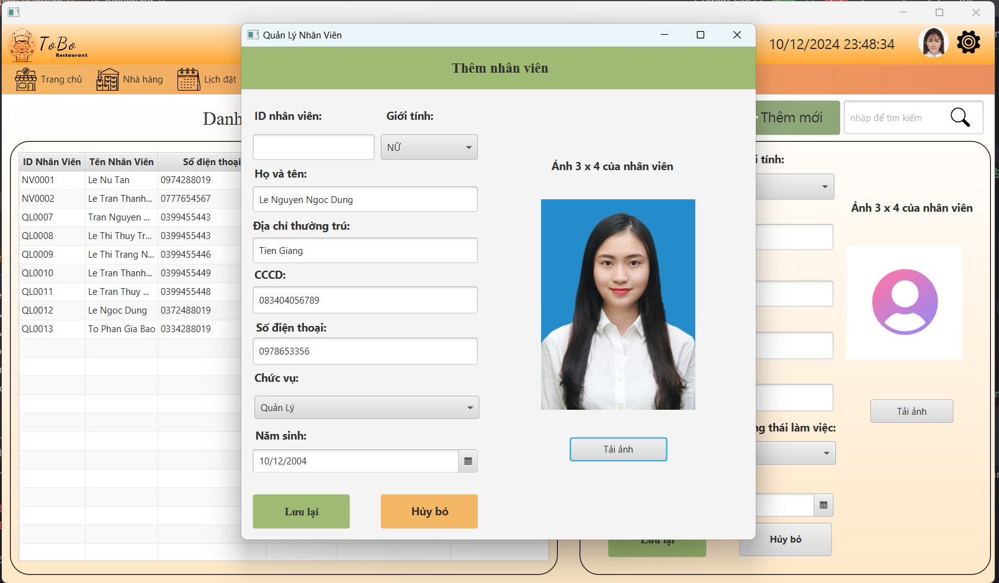 Quản Lý Nhân Viên
ToBo
Restaurant
10/12/2024 23:48:34
Trang chủ
Nhà hàng
Lịch đặt
Thêm nhân viên
Danh
Thêm mới
nhập để tìm kiếm
ID Nhân Viên Tên Nhân Viên Số điện thoại
NV0001 Le Nu Tan 0974288019
NV0002 Le Tran Thanh... 0777654567
QL0007 Tran Nguyen ... 0399455443
QL0008 Le Thi Thuy Tr... 0399455443
QL0009 Le Thi Trang N... 0399455446
QL0010 Le Tran Thanh... 0399455449
QL0011 Le Tran Thuy ... 0399455448
QL0012 Le Ngoc Dung 0372488019
QL0013 To Phan Gia Bao 0334288019
ID nhân viên:
Giới tính:
NỮ
Họ và tên:
Le Nguyen Ngoc Dung
Địa chỉ thường trú:
Tien Giang
CCCD:
083404056789
Số điện thoại:
0978653356
Chức vụ:
Quản Lý
Năm sinh:
10/12/2004
Lưu lại
Hủy bỏ
Ảnh 3 x 4 của nhân viên
Tải ảnh
i tính:
Ảnh 3 x 4 của nhân viên
Tải ảnh
ng thái làm việc:
Lưu lại
Hủy bỏ